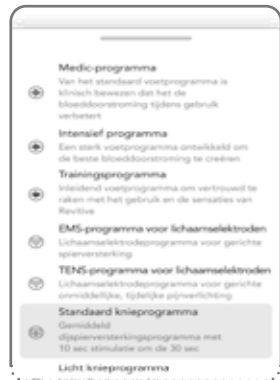 Medic-programma
Van het standaard voetprogramma is
klinisch bewezen dat het de
bloeddoorstroming tijdens gebruik
verbetert
Intensief programma
Een sterk voetprogramma ontwikkeld om
de beste bloeddoorstroming te creëren
Trainingsprogramma
Inleidend voetprogramma om vertrouwd te
raken met het gebruik en de sensaties van
Revitive
EMS-programma voor lichaamselektroden
Lichaamselektrodeprogramma voor gerichte
spierversterking
TENS-programma voor lichaamselektroden
Lichaamselektrodeprogramma voor gerichte
onmiddellijke, tijdelijke pijnverlichting
Standaard knieprogramma
Gemiddeld
dijspierversterkingsprogramma met
10 sec stimulatie om de 30 sec
Licht knieprogramma